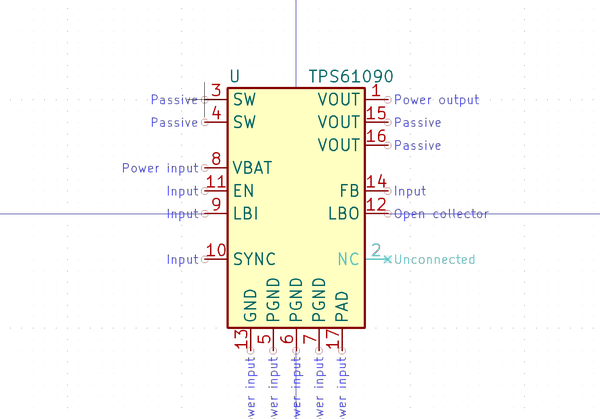 U TPS61090
Passive 3 SW VOUT 1 Power output
Passive 4 SW VOUT 15 Passive
VOUT 16 Passive
Power input 8 VBAT
Input 11 EN FB 14 Input
Input 9 LBI LBO 12 Open collector
Input 10 SYNC NC 2 Unconnected
GND PGND PGND PGND PAD
13 5 6 7 17
wer input wer input wer input wer input wer input